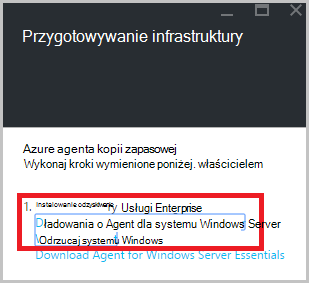 Przygotowywanie infrastruktury
Azure agenta kopii zapasowej
Wykonaj kroki wymienione poniżej. właścicielem
1. Instalowanie odzyskiwania
Usługi Enterprise
Dładowania o Agent dla systemu Windows Server
Odrzucaj systemu Windows
Download Agent for Windows Server Essentials